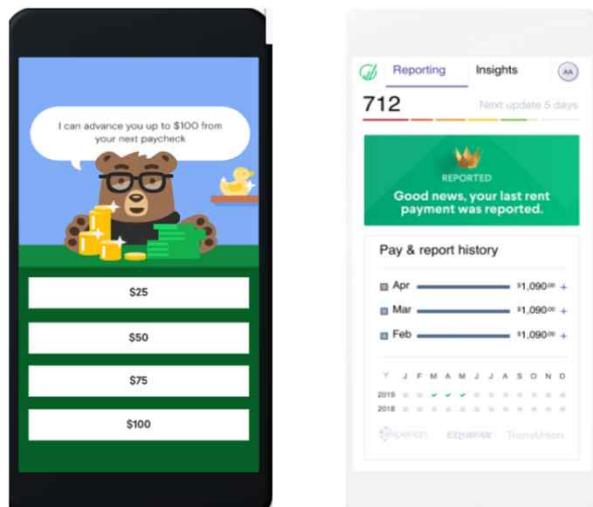 I can advance you up to $100 from
your next paycheck
$25
$50
$75
$100
Reporting Insights AA
712 Next update 5 days
REPORTED
Good news, your last rent
payment was reported.
Pay & report history
Apr $1,090.00 +
Mar $1,090.00 +
Feb $1,090.00 +
Y J F M A M J J A S O N D
2019
2018
Experian EQUIFAX TransUnion